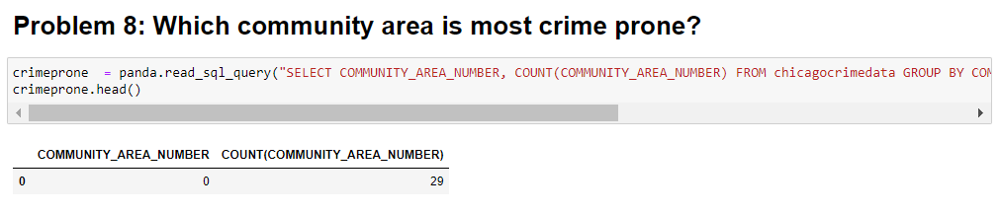 Problem 8: Which community area is most crime prone?
crimeprone = panda.read_sql_query("SELECT COMMUNITY_AREA_NUMBER, COUNT(COMMUNITY_AREA_NUMBER) FROM chicagocrimedata GROUP BY COM
crimeprone.head()
COMMUNITY_AREA_NUMBER COUNT(COMMUNITY_AREA_NUMBER)
0 0 29